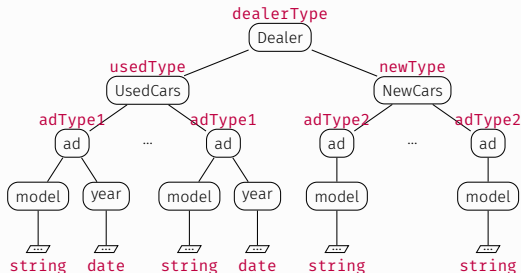 dealerType
Dealer
usedType newType
UsedCars NewCars
adType1 adType1 adType2 adType2
ad ... ad ad ... ad
model year model year model model
... ... ... ... ... ...
string date string date string string